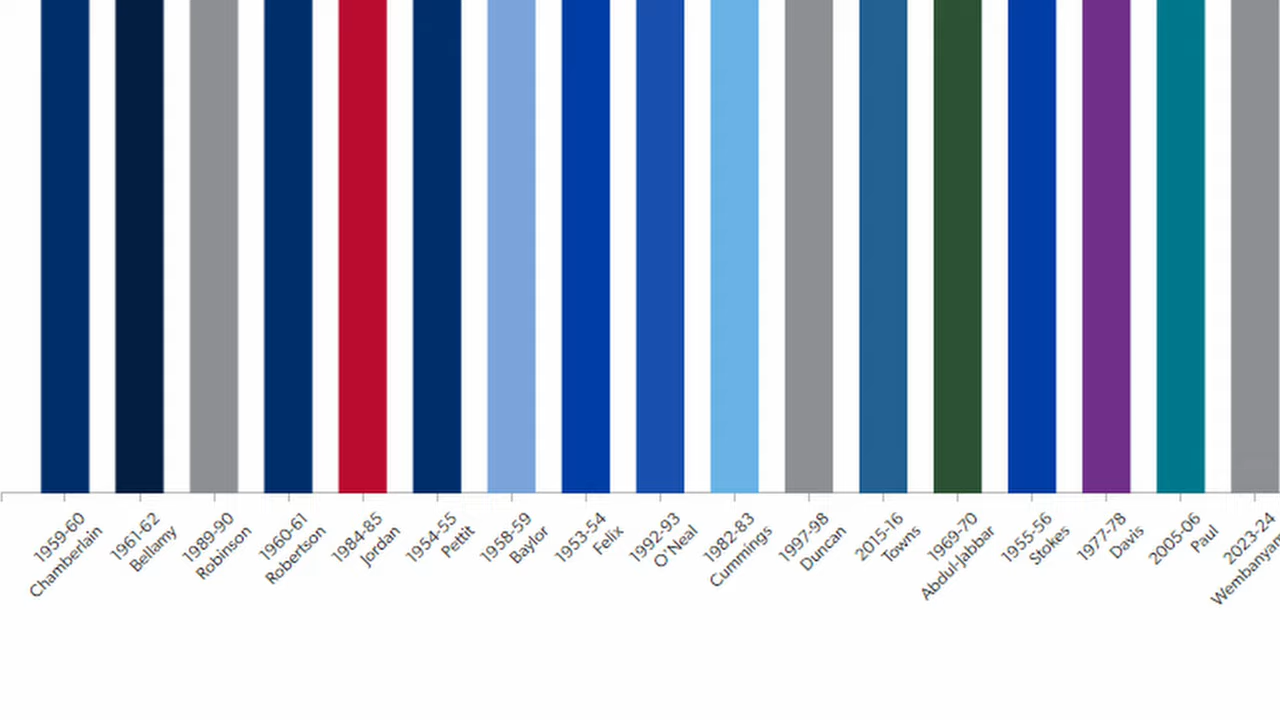 1959-60
Chamberlain
1961-62
Bellamy
1989-90
Robinson
1960-61
Robertson
1984-85
Jordan
1954-55
Pettit
1958-59
Baylor
1953-54
Felix
1992-93
O'Neal
1982-83
Cummings
1997-98
Duncan
2015-16
Towns
1969-70
Abdul-Jabbar
1955-56
Stokes
1977-78
Davis
2005-06
Paul
2023-24